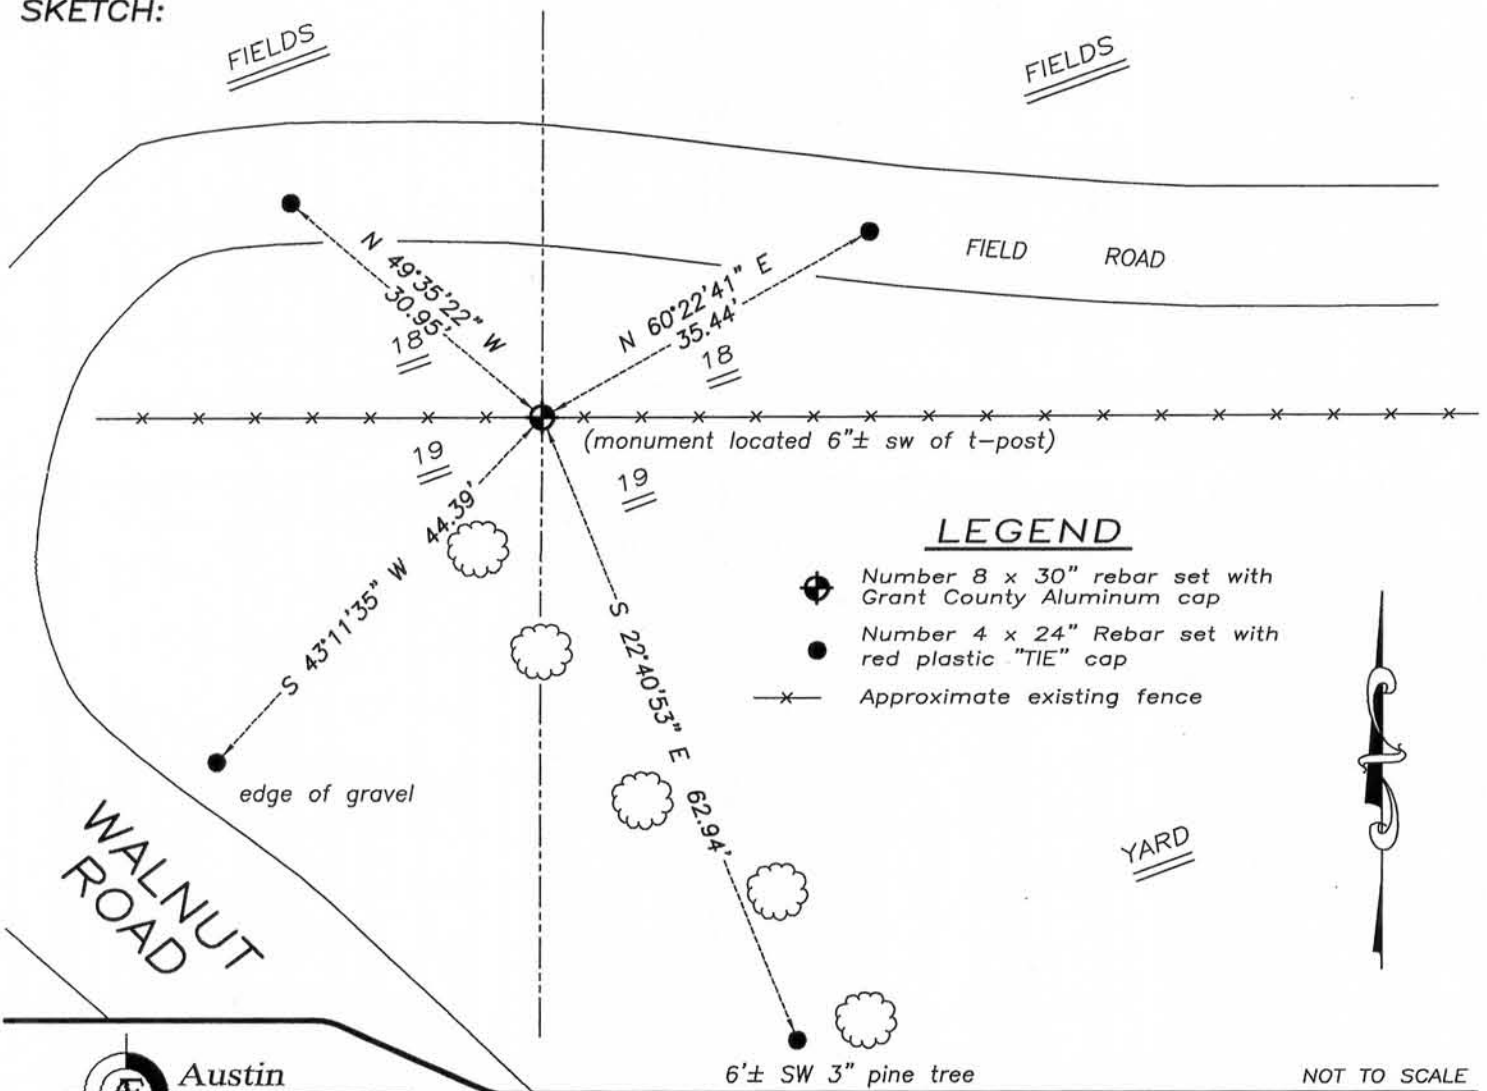 SKETCH:
FIELDS
FIELDS
FIELD ROAD
N 49°35'22" W
30.95'
N 60°22'41" E
35.44'
18
18
(monument located 6"± sw of t-post)
19
19
S 43°11'35" W 44.39'
S 22°40'53" E 62.94'
LEGEND
Number 8 x 30" rebar set with
Grant County Aluminum cap
Number 4 x 24" Rebar set with
red plastic "TIE" cap
Approximate existing fence
edge of gravel
WALNUT
ROAD
YARD
6'± SW 3" pine tree
NOT TO SCALE
Æ
Austin